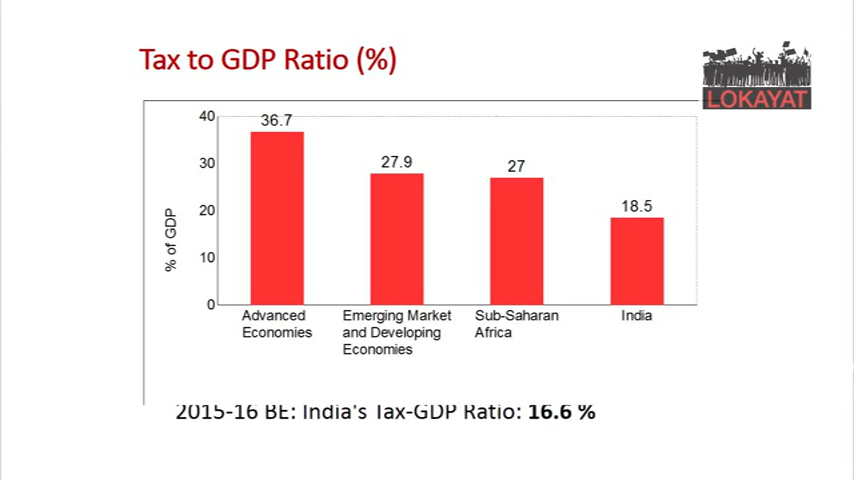 Tax to GDP Ratio (%)
LOKAYAT
40
30
20
10
0
% of GDP
36.7
27.9
27
18.5
Advanced
Economies
Emerging Market
and Developing
Economies
Sub-Saharan
Africa
India
2015-16 BE: India's Tax-GDP Ratio: 16.6 %